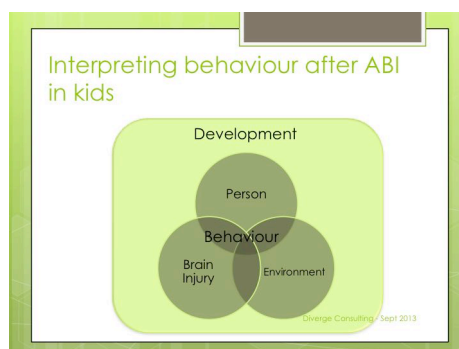 Interpreting behaviour after ABI
in kids
Development
Person
Behaviour
Brain
Injury
Environment
Diverge Consulting - Sept 2013